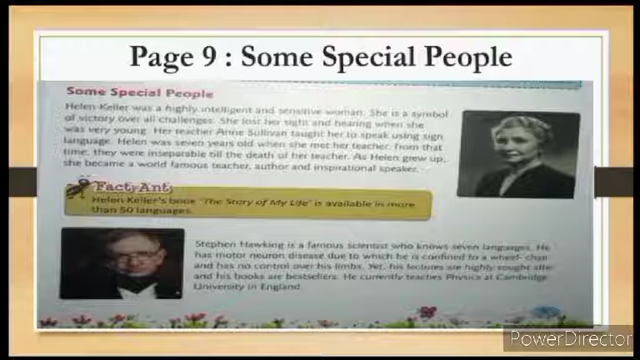 Page 9 : Some Special People
Some Special People
Helen Keller was a highly intelligent and sensitive woman. She is a symbol
of victory over all challenges. She lost her sight and hearing when she
was very young. Her teacher Anne Sullivan taught her to speak using sign
language. Helen was seven years old when she met her teacher. From that
time, they were inseparable till the death of her teacher. As Helen grew up,
she became a world famous teacher, author and inspirational speaker.
Fact Ant
Helen Keller's book 'The Story of My Life' is available in more
than 50 languages.
Stephen Hawking is a famous scientist who knows seven languages. He
has motor neuron disease due to which he is confined to a wheel- chair
and has no control over his limbs. Yet, his lectures are highly sought after
and his books are bestsellers. He currently teaches Physics at Cambridge
University in England.
PowerDirector